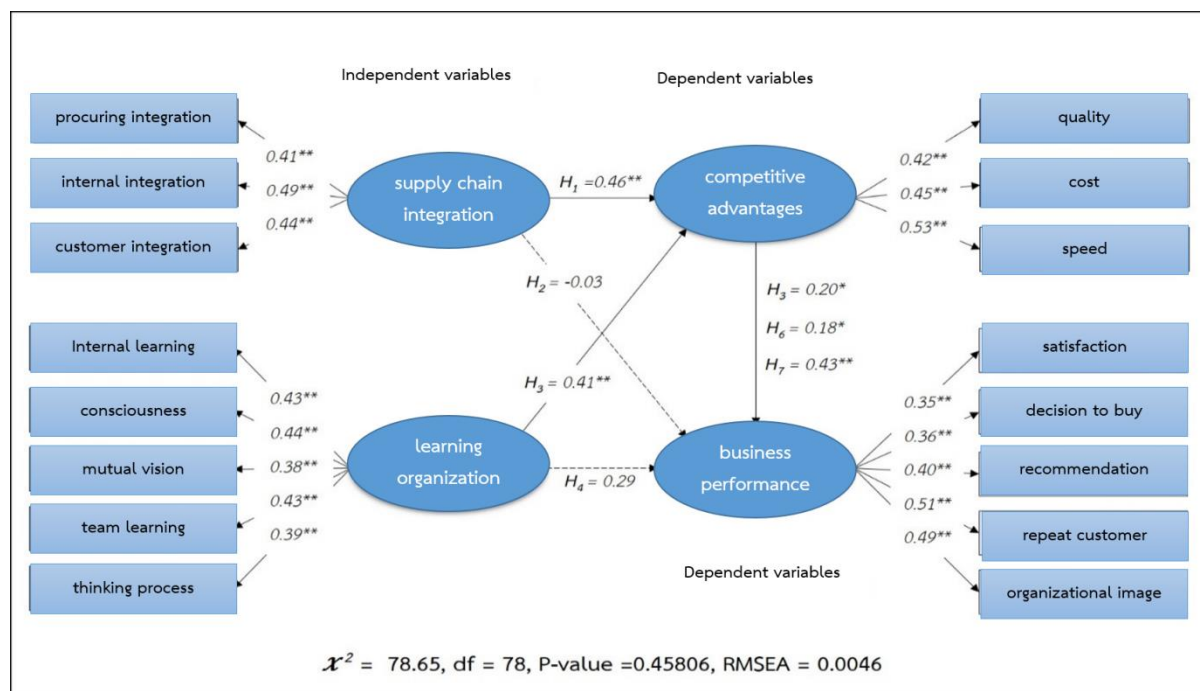 Independent variables
Dependent variables
procuring integration
internal integration
customer integration
0.41**
0.49**
0.44**
supply chain
integration
H1 =0.46**
competitive
advantages
0.42**
0.45**
0.53**
quality
cost
speed
H2 = -0.03
H3 = 0.20*
H6 = 0.18*
H7 = 0.43**
Internal learning
consciousness
mutual vision
team learning
thinking process
0.43**
0.44**
0.38**
0.43**
0.39**
learning
organization
H3 = 0.41**
H4 = 0.29
business
performance
0.35**
0.36**
0.40**
0.51**
0.49**
satisfaction
decision to buy
recommendation
repeat customer
organizational image
Dependent variables
x² = 78.65, df = 78, P-value =0.45806, RMSEA = 0.0046